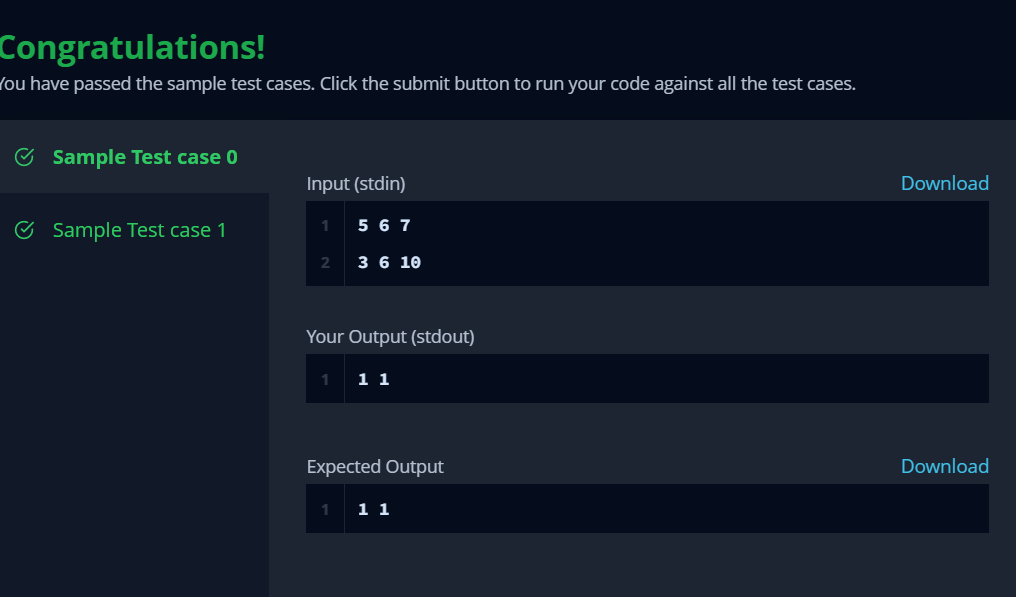 Congratulations!
You have passed the sample test cases. Click the submit button to run your code against all the test cases.
Sample Test case 0
Sample Test case 1
Input (stdin)
Download
1 5 6 7
2 3 6 10
Your Output (stdout)
1 1 1
Expected Output
Download
1 1 1